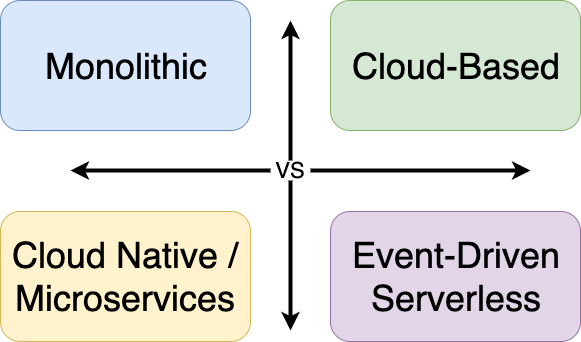 Monolithic
Cloud-Based
VS
Cloud Native /
Microservices
Event-Driven
Serverless